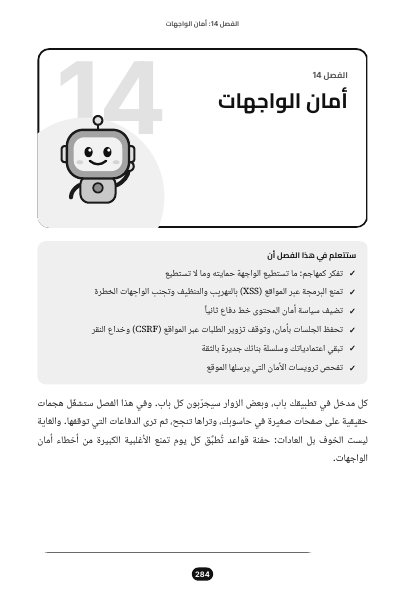 الفصل 14: أمان الواجهات
14
الفصل 14
أمان الواجهات
ستتعلم في هذا الفصل أن
✓ تفكر كمهاجم: ما تستطيع الواجهة حمايته وما لا تستطيع
✓ تمنع البرمجة عبر المواقع (XSS) بالتهريب والتنظيف وتجنب الواجهات الخطرة
✓ تضيف سياسة أمان المحتوى خط دفاع ثانياً
✓ تحفظ الجلسات بأمان، وتوقف تزوير الطلبات عبر المواقع (CSRF) وخداع النقر
✓ تبقي اعتمادياتك وسلسلة بنائك جديرة بالثقة
✓ تفحص ترويسات الأمان التي يرسلها الموقع
كل مدخل في تطبيقك باب، وبعض الزوار سيجرّبون كل باب. وفي هذا الفصل ستشغّل هجمات
حقيقية على صفحات صغيرة في حاسوبك، وتراها تنجح، ثم ترى الدفاعات التي توقفها. والغاية
ليست الخوف بل العادات: حفنة قواعد تُطبَّق كل يوم تمنع الأغلبية الكبيرة من أخطاء أمان
الواجهات.
284